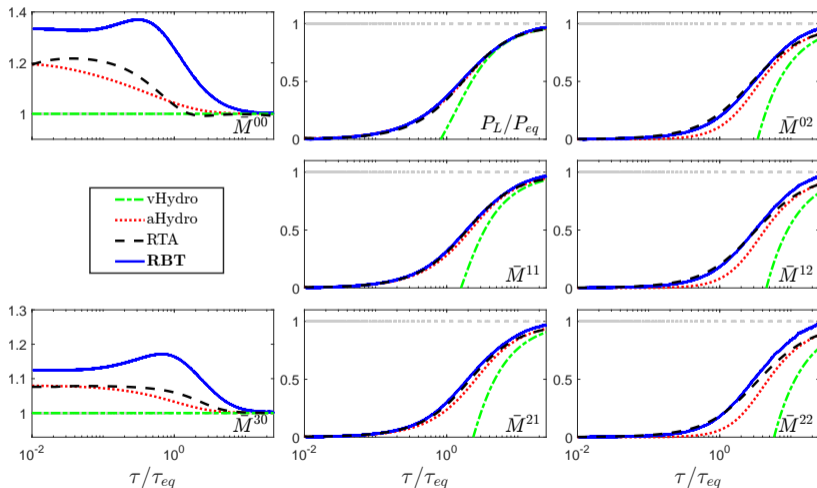 1.4
1.2
1
M̄⁰⁰
1
0.5
0
P_L/P_eq
1
0.5
0
M̄⁰²
vHydro
aHydro
RTA
RBT
1
0.5
0
M̄¹¹
1
0.5
0
M̄¹²
1.3
1.2
1.1
1
M̄³⁰
10⁻² 10⁰
τ/τ_eq
1
0.5
0
M̄²¹
10⁻² 10⁰
τ/τ_eq
1
0.5
0
M̄²²
10⁻² 10⁰
τ/τ_eq